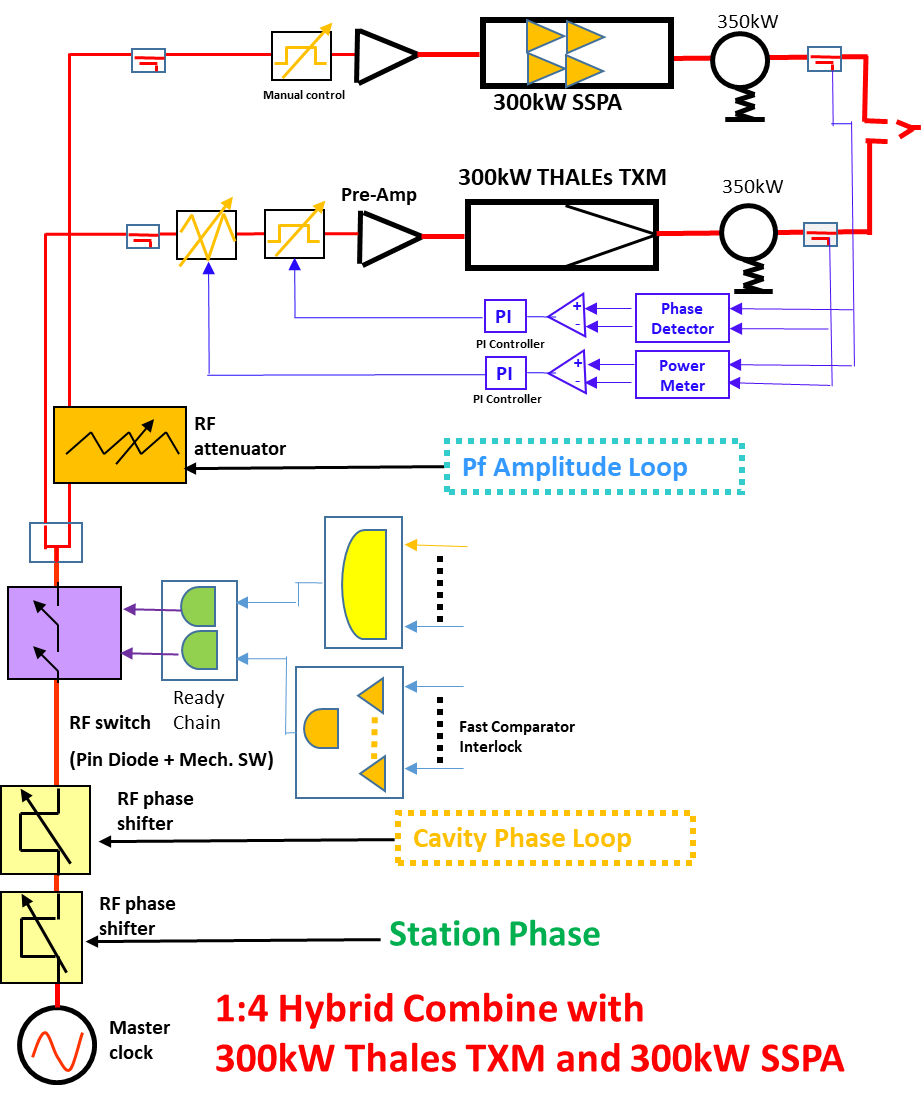 350kW
Manual control
300kW SSPA
300kW THALEs TXM
350kW
Pre-Amp
PI
+
-
Phase
Detector
PI Controller
PI
+
-
Power
Meter
PI Controller
RF
attenuator
Pf Amplitude Loop
Ready
Chain
RF switch
(Pin Diode + Mech. SW)
Fast Comparator
Interlock
RF phase
shifter
Cavity Phase Loop
RF phase
shifter
Station Phase
Master
clock
1:4 Hybrid Combine with
300kW Thales TXM and 300kW SSPA